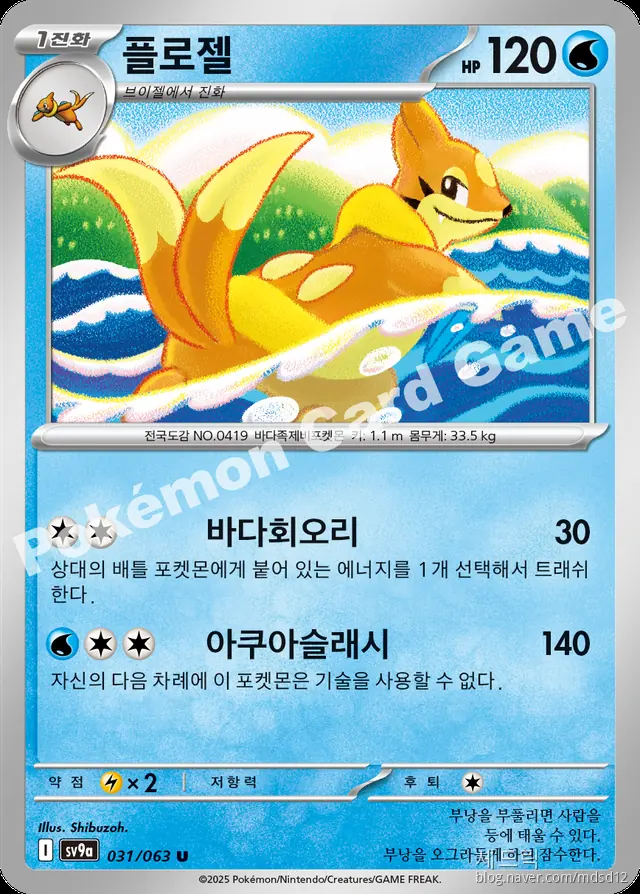 1진화
플로젤
HP 120
브이젤에서 진화
전국도감 NO.0419 바다족제비포켓몬 키: 1.1 m 몸무게: 33.5 kg
바다회오리 30
상대의 배틀 포켓몬에게 붙어 있는 에너지를 1개 선택해서 트래쉬
한다.
아쿠아슬래시 140
자신의 다음 차례에 이 포켓몬은 기술을 사용할 수 없다.
Pokémon Card Game
약점 ×2 저항력 후퇴
Illus. Shibuzoh.
부낭을 부풀리면 사람을
등에 태울 수 있다.
부낭을 오그라들게 하여 잠수한다.
I sv9a 031/063 U
blog.naver.com/mdsd12
©2025 Pokémon/Nintendo/Creatures/GAME FREAK.